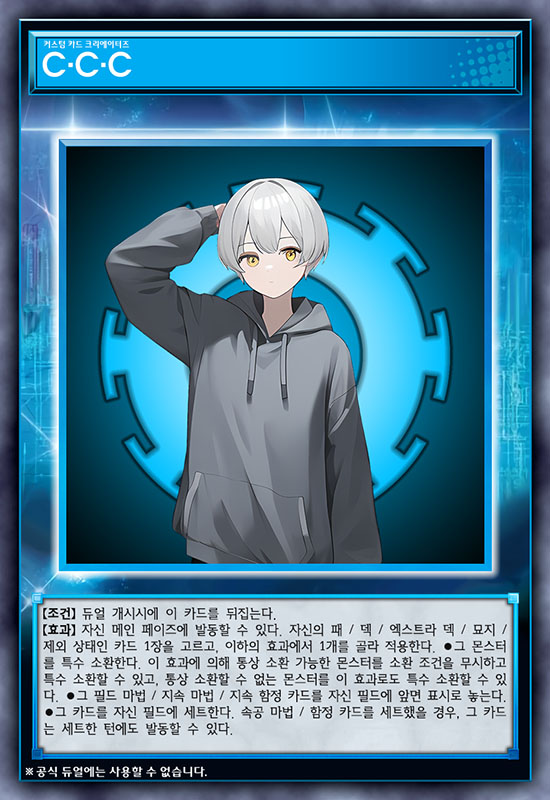 커스텀 카드 크리에이터즈
C·C·C
【조건】 듀얼 개시시에 이 카드를 뒤집는다.
【효과】 자신 메인 페이즈에 발동할 수 있다. 자신의 패 / 덱 / 엑스트라 덱 / 묘지 /
제외 상태인 카드 1장을 고르고, 이하의 효과에서 1개를 골라 적용한다. ●그 몬스터
를 특수 소환한다. 이 효과에 의해 통상 소환 가능한 몬스터를 소환 조건을 무시하고
특수 소환할 수 있고, 통상 소환할 수 없는 몬스터를 이 효과로도 특수 소환할 수 있
다. ●그 필드 마법 / 지속 마법 / 지속 함정 카드를 자신 필드에 앞면 표시로 놓는다.
●그 카드를 자신 필드에 세트한다. 속공 마법 / 함정 카드를 세트했을 경우, 그 카드
는 세트한 턴에도 발동할 수 있다.
※ 공식 듀얼에는 사용할 수 없습니다.